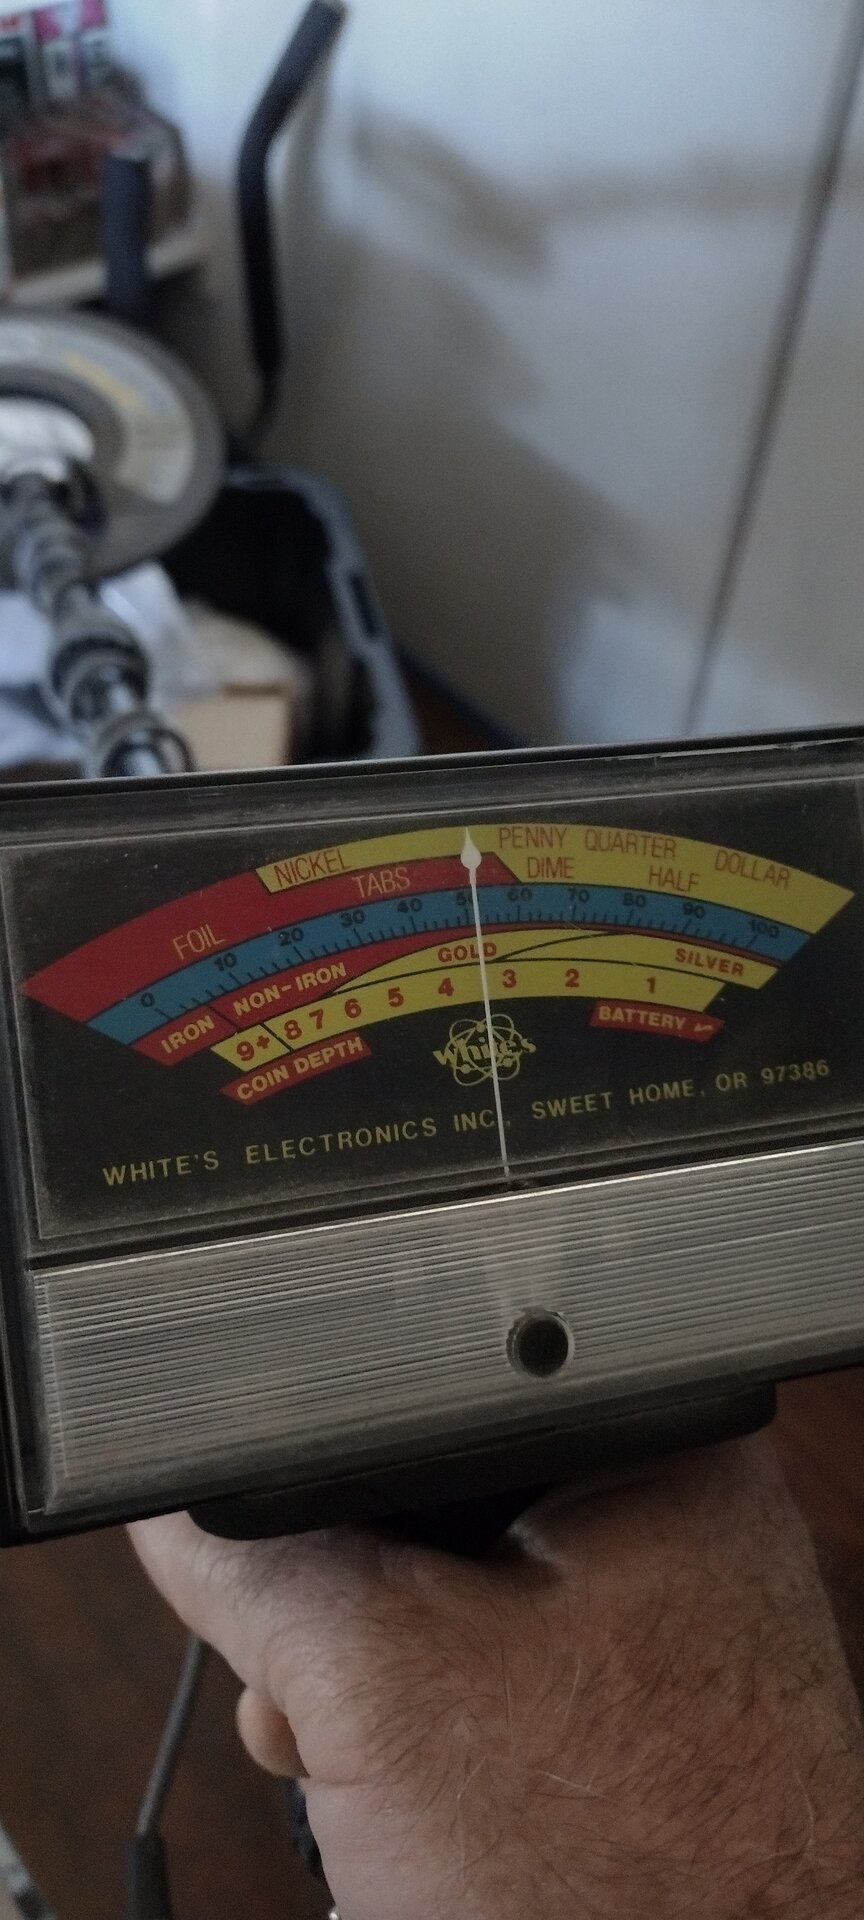 NICKEL PENNY QUARTER DOLLAR
FOIL TABS DIME HALF
0 10 20 30 40 50 60 70 80 90 100
IRON NON-IRON GOLD SILVER
9+ 8 7 6 5 4 3 2 1
COIN DEPTH BATTERY
White's
WHITE'S ELECTRONICS INC., SWEET HOME, OR 97386